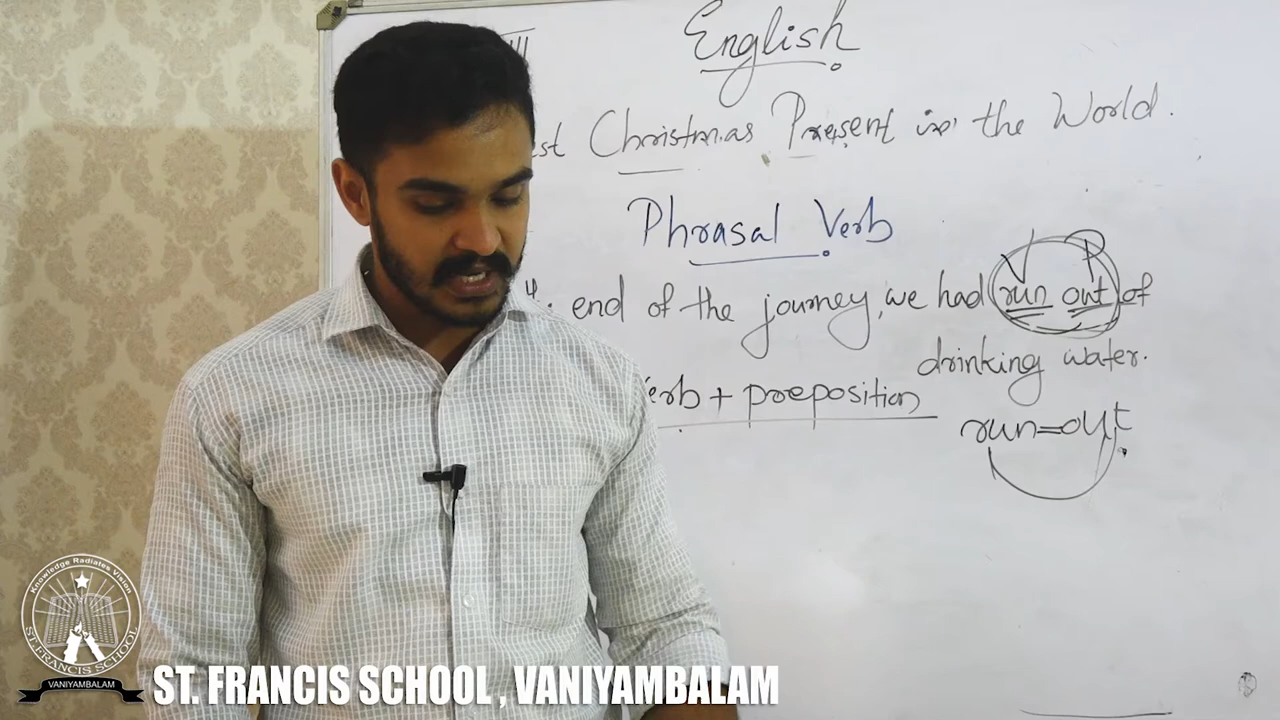 English
Christmas Present in the World.
Phrasal Verb
V P
end of the journey, we had run out of
drinking water.
erb + preposition
run=out
Knowledge Radiates Vision
ST. FRANCIS SCHOOL
VANIYAMBALAM
ST. FRANCIS SCHOOL , VANIYAMBALAM